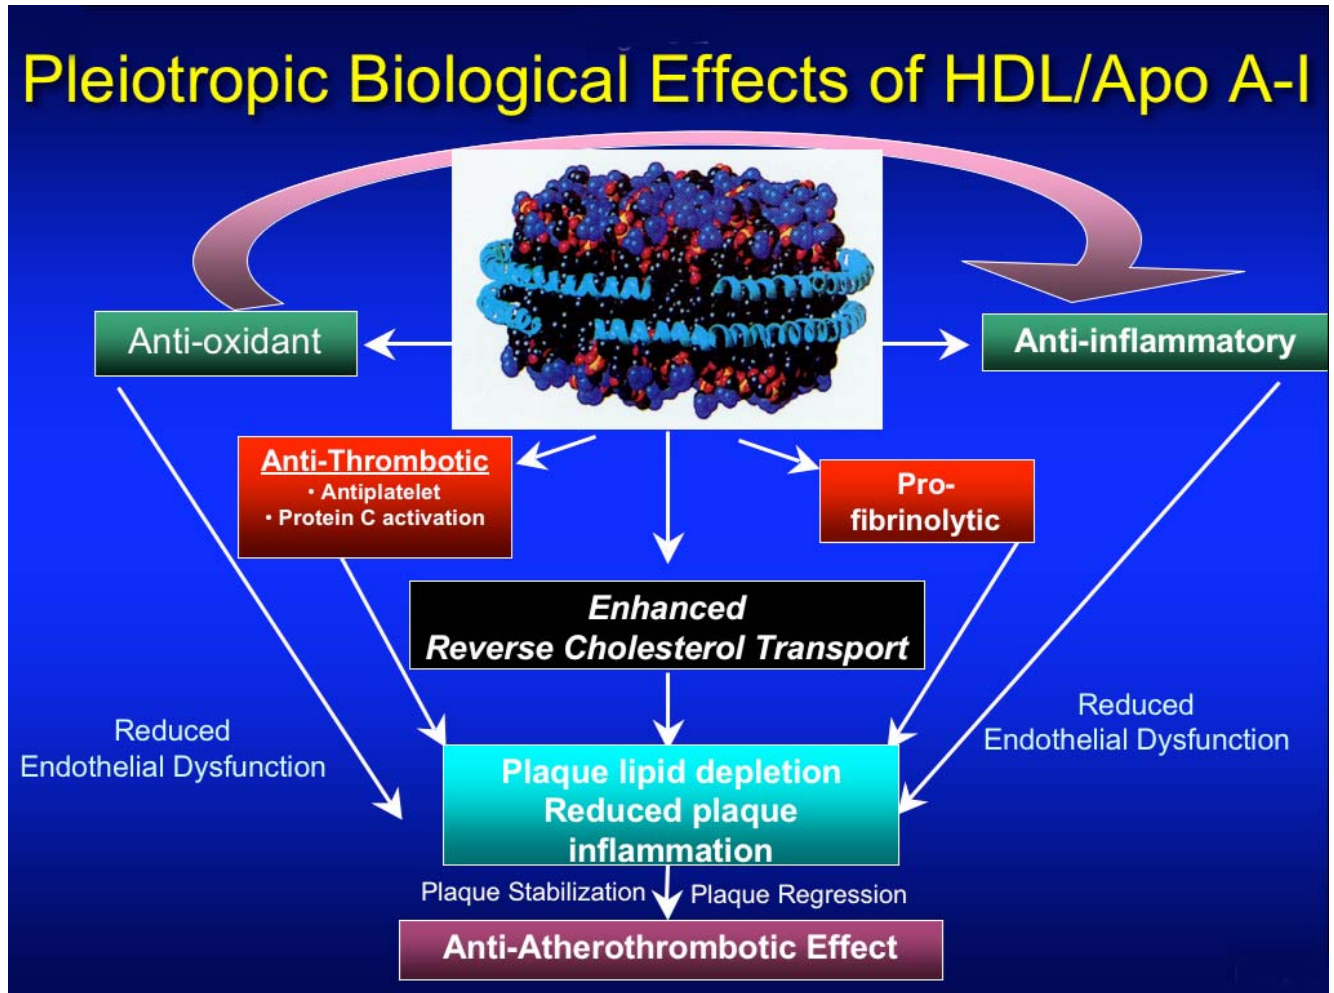 Pleiotropic Biological Effects of HDL/Apo A-I
Anti-oxidant
Anti-inflammatory
Anti-Thrombotic
• Antiplatelet
• Protein C activation
Pro-
fibrinolytic
Enhanced
Reverse Cholesterol Transport
Reduced
Endothelial Dysfunction
Reduced
Endothelial Dysfunction
Plaque lipid depletion
Reduced plaque
inflammation
Plaque Stabilization
Plaque Regression
Anti-Atherothrombotic Effect